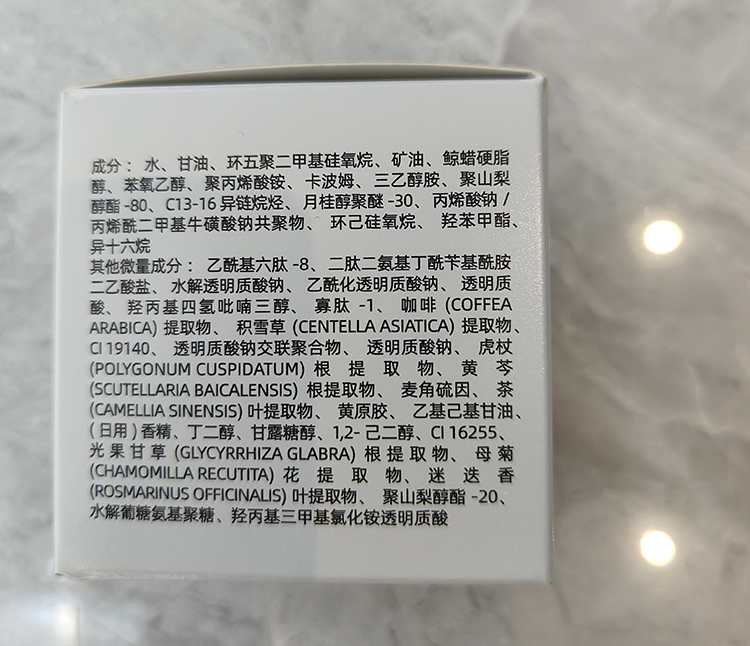 成分：水、甘油、环五聚二甲基硅氧烷、矿油、鲸蜡硬脂
醇、苯氧乙醇、聚丙烯酸铵、卡波姆、三乙醇胺、聚山梨
醇酯-80、C13-16异链烷烃、月桂醇聚醚-30、丙烯酸钠/
丙烯酰二甲基牛磺酸钠共聚物、环己硅氧烷、羟苯甲酯、
异十六烷
其他微量成分：乙酰基六肽-8、二肽二氨基丁酰苄基酰胺
二乙酸盐、水解透明质酸钠、乙酰化透明质酸钠、透明质
酸、羟丙基四氢吡喃三醇、寡肽-1、咖啡(COFFEA
ARABICA)提取物、积雪草(CENTELLA ASIATICA)提取物、
CI 19140、透明质酸钠交联聚合物、透明质酸钠、虎杖
(POLYGONUM CUSPIDATUM)根提取物、黄芩
(SCUTELLARIA BAICALENSIS)根提取物、麦角硫因、茶
(CAMELLIA SINENSIS)叶提取物、黄原胶、乙基己基甘油、
(日用)香精、丁二醇、甘露糖醇、1,2-己二醇、CI 16255、
光果甘草(GLYCYRRHIZA GLABRA)根提取物、母菊
(CHAMOMILLA RECUTITA)花提取物、迷迭香
(ROSMARINUS OFFICINALIS)叶提取物、聚山梨醇酯-20、
水解葡糖氨基聚糖、羟丙基三甲基氯化铵透明质酸